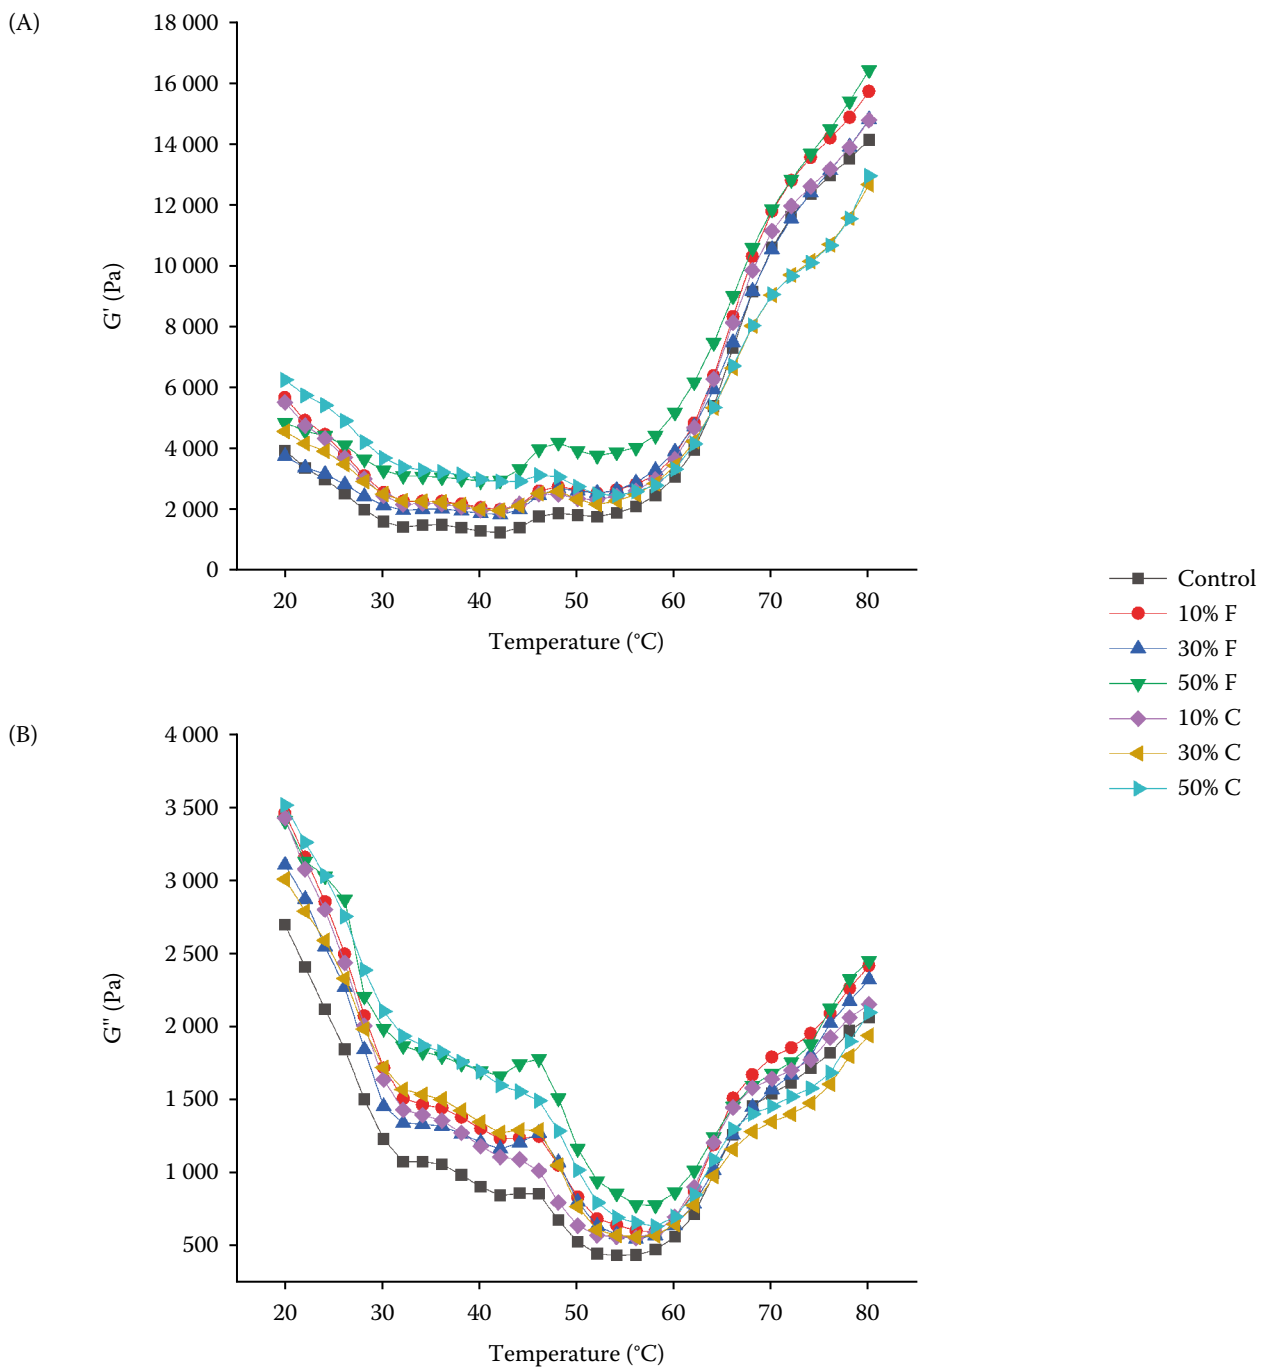 (A)
18 000
16 000
14 000
12 000
10 000
8 000
6 000
4 000
2 000
0
G' (Pa)
20 30 40 50 60 70 80
Temperature (°C)
Control
10% F
30% F
50% F
10% C
30% C
50% C
(B)
4 000
3 500
3 000
2 500
2 000
1 500
1 000
500
G" (Pa)
20 30 40 50 60 70 80
Temperature (°C)